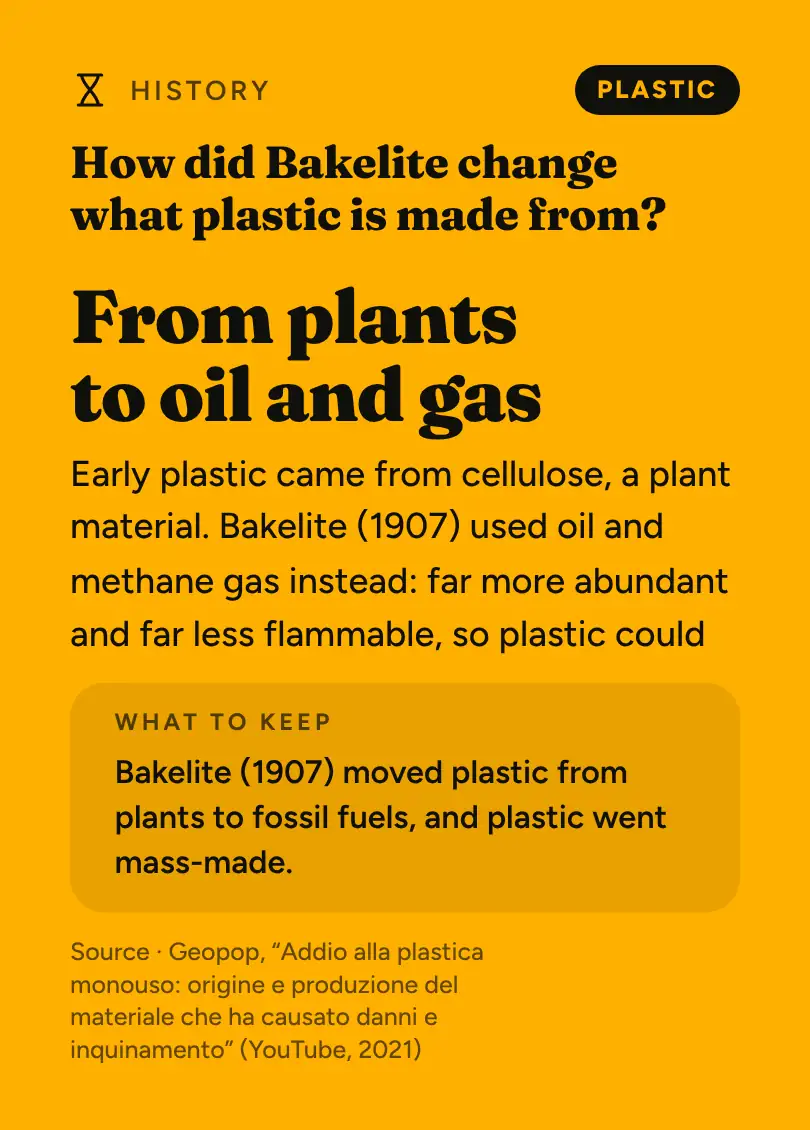 HISTORY
PLASTIC
How did Bakelite change
what plastic is made from?
From plants
to oil and gas
Early plastic came from cellulose, a plant
material. Bakelite (1907) used oil and
methane gas instead: far more abundant
and far less flammable, so plastic could
WHAT TO KEEP
Bakelite (1907) moved plastic from
plants to fossil fuels, and plastic went
mass-made.
Source · Geopop, “Addio alla plastica
monouso: origine e produzione del
materiale che ha causato danni e
inquinamento” (YouTube, 2021)